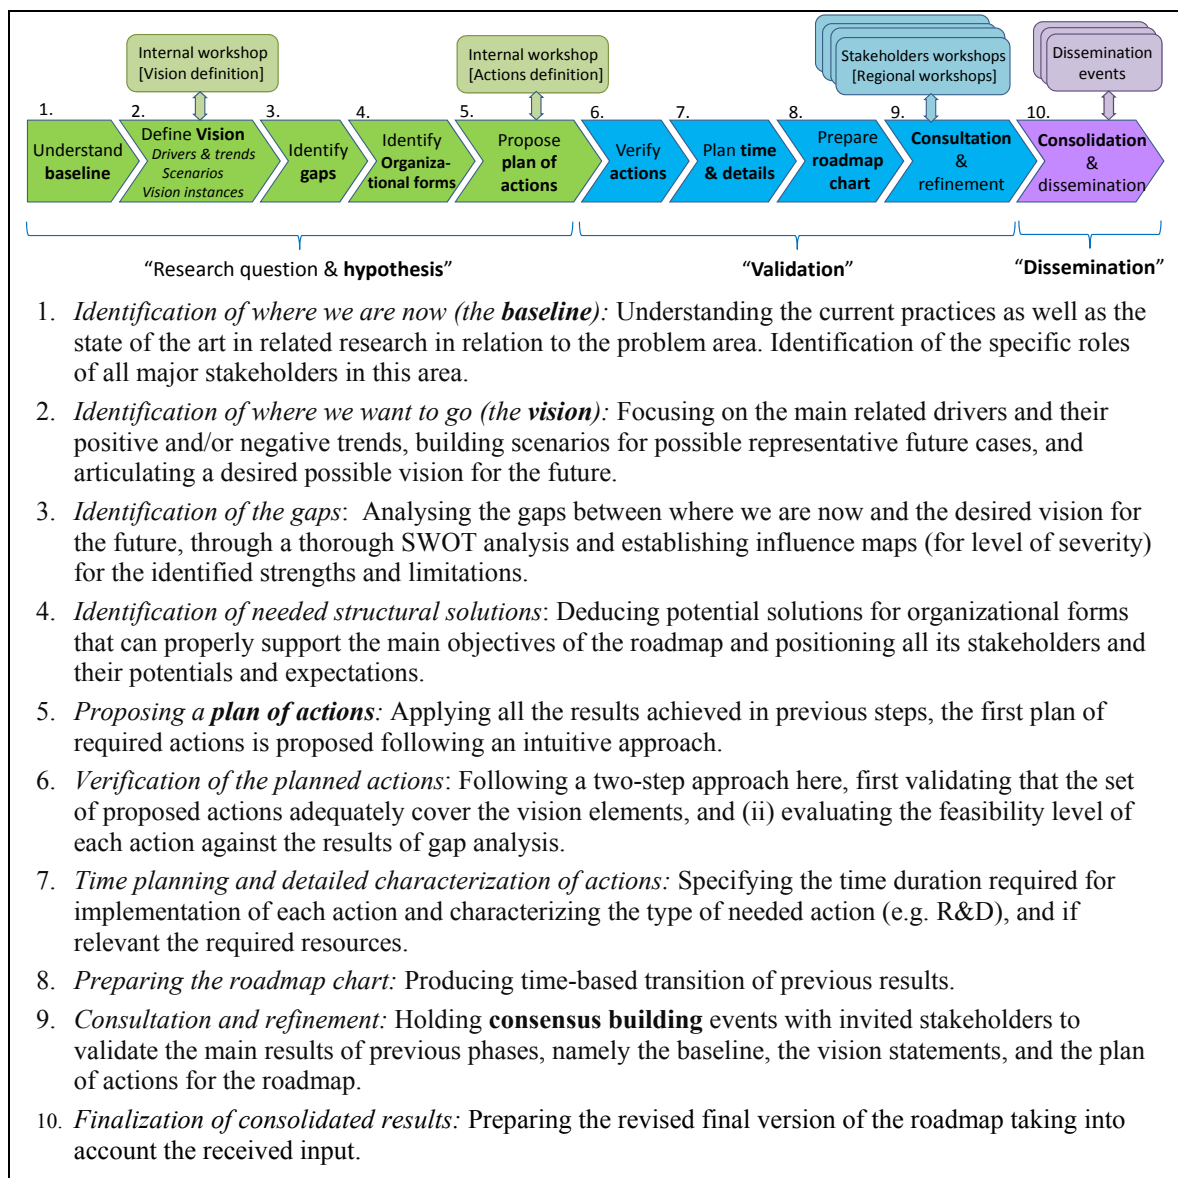 Internal workshop
[Vision definition]
Internal workshop
[Actions definition]
Stakeholders workshops
[Regional workshops]
Dissemination
events
1.
2.
3.
4.
5.
6.
7.
8.
9.
10.
Understand
baseline
Define Vision
Drivers & trends
Scenarios
Vision instances
Identify
gaps
Identify
Organiza-
tional forms
Propose
plan of
actions
Verify
actions
Plan time
& details
Prepare
roadmap
chart
Consultation
&
refinement
Consolidation
&
dissemination
“Research question & hypothesis”
“Validation”
“Dissemination”
1. Identification of where we are now (the baseline): Understanding the current practices as well as the
state of the art in related research in relation to the problem area. Identification of the specific roles
of all major stakeholders in this area.
2. Identification of where we want to go (the vision): Focusing on the main related drivers and their
positive and/or negative trends, building scenarios for possible representative future cases, and
articulating a desired possible vision for the future.
3. Identification of the gaps: Analysing the gaps between where we are now and the desired vision for
the future, through a thorough SWOT analysis and establishing influence maps (for level of severity)
for the identified strengths and limitations.
4. Identification of needed structural solutions: Deducing potential solutions for organizational forms
that can properly support the main objectives of the roadmap and positioning all its stakeholders and
their potentials and expectations.
5. Proposing a plan of actions: Applying all the results achieved in previous steps, the first plan of
required actions is proposed following an intuitive approach.
6. Verification of the planned actions: Following a two-step approach here, first validating that the set
of proposed actions adequately cover the vision elements, and (ii) evaluating the feasibility level of
each action against the results of gap analysis.
7. Time planning and detailed characterization of actions: Specifying the time duration required for
implementation of each action and characterizing the type of needed action (e.g. R&D), and if
relevant the required resources.
8. Preparing the roadmap chart: Producing time-based transition of previous results.
9. Consultation and refinement: Holding consensus building events with invited stakeholders to
validate the main results of previous phases, namely the baseline, the vision statements, and the plan
of actions for the roadmap.
10. Finalization of consolidated results: Preparing the revised final version of the roadmap taking into
account the received input.